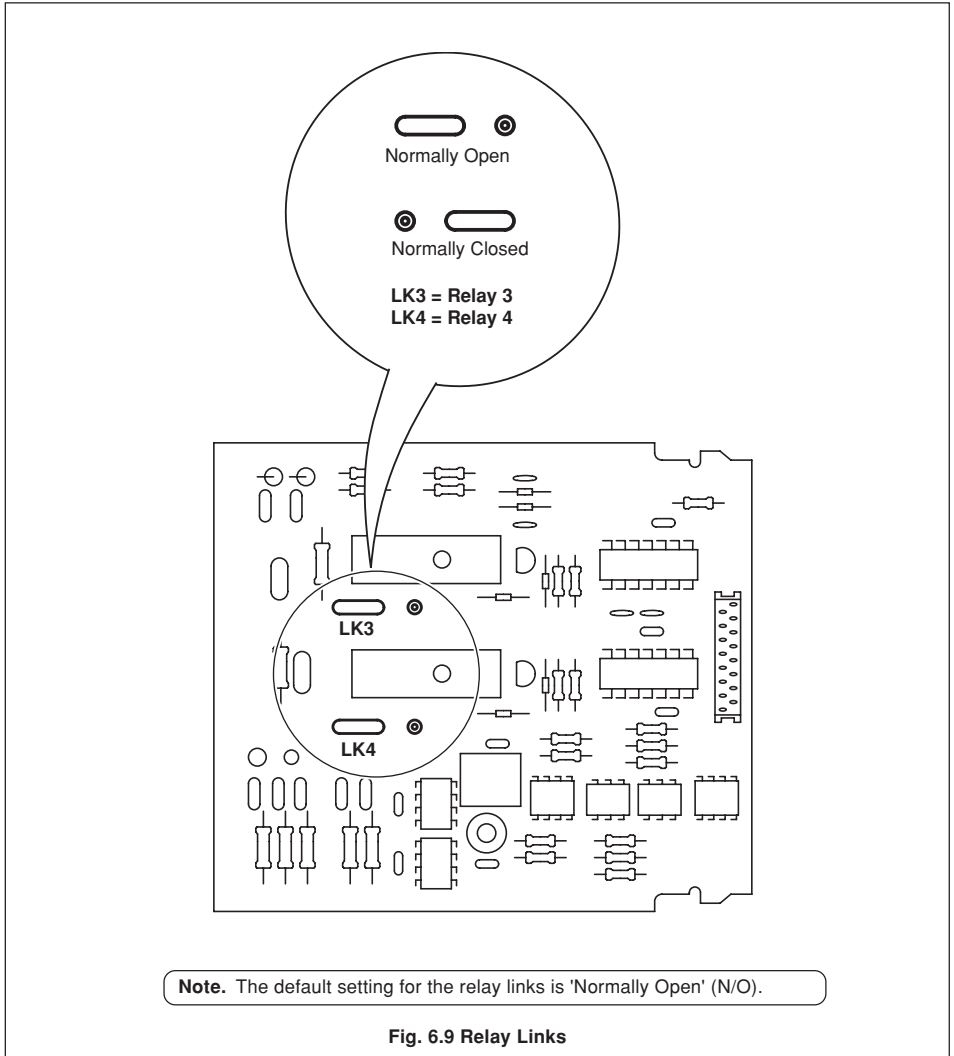 Normally Open
Normally Closed
LK3 = Relay 3
LK4 = Relay 4
LK3
LK4
Note. The default setting for the relay links is 'Normally Open' (N/O).
Fig. 6.9 Relay Links